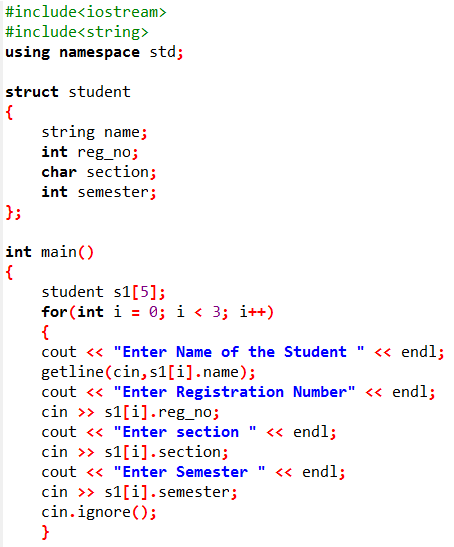 #include<iostream>
#include<string>
using namespace std;
struct student
{
string name;
int reg_no;
char section;
int semester;
};
int main()
{
student s1[5];
for(int i = 0; i < 3; i++)
{
cout << "Enter Name of the Student " << endl;
getline(cin,s1[i].name);
cout << "Enter Registration Number" << endl;
cin >> s1[i].reg_no;
cout << "Enter section " << endl;
cin >> s1[i].section;
cout << "Enter Semester " << endl;
cin >> s1[i].semester;
cin.ignore();
}